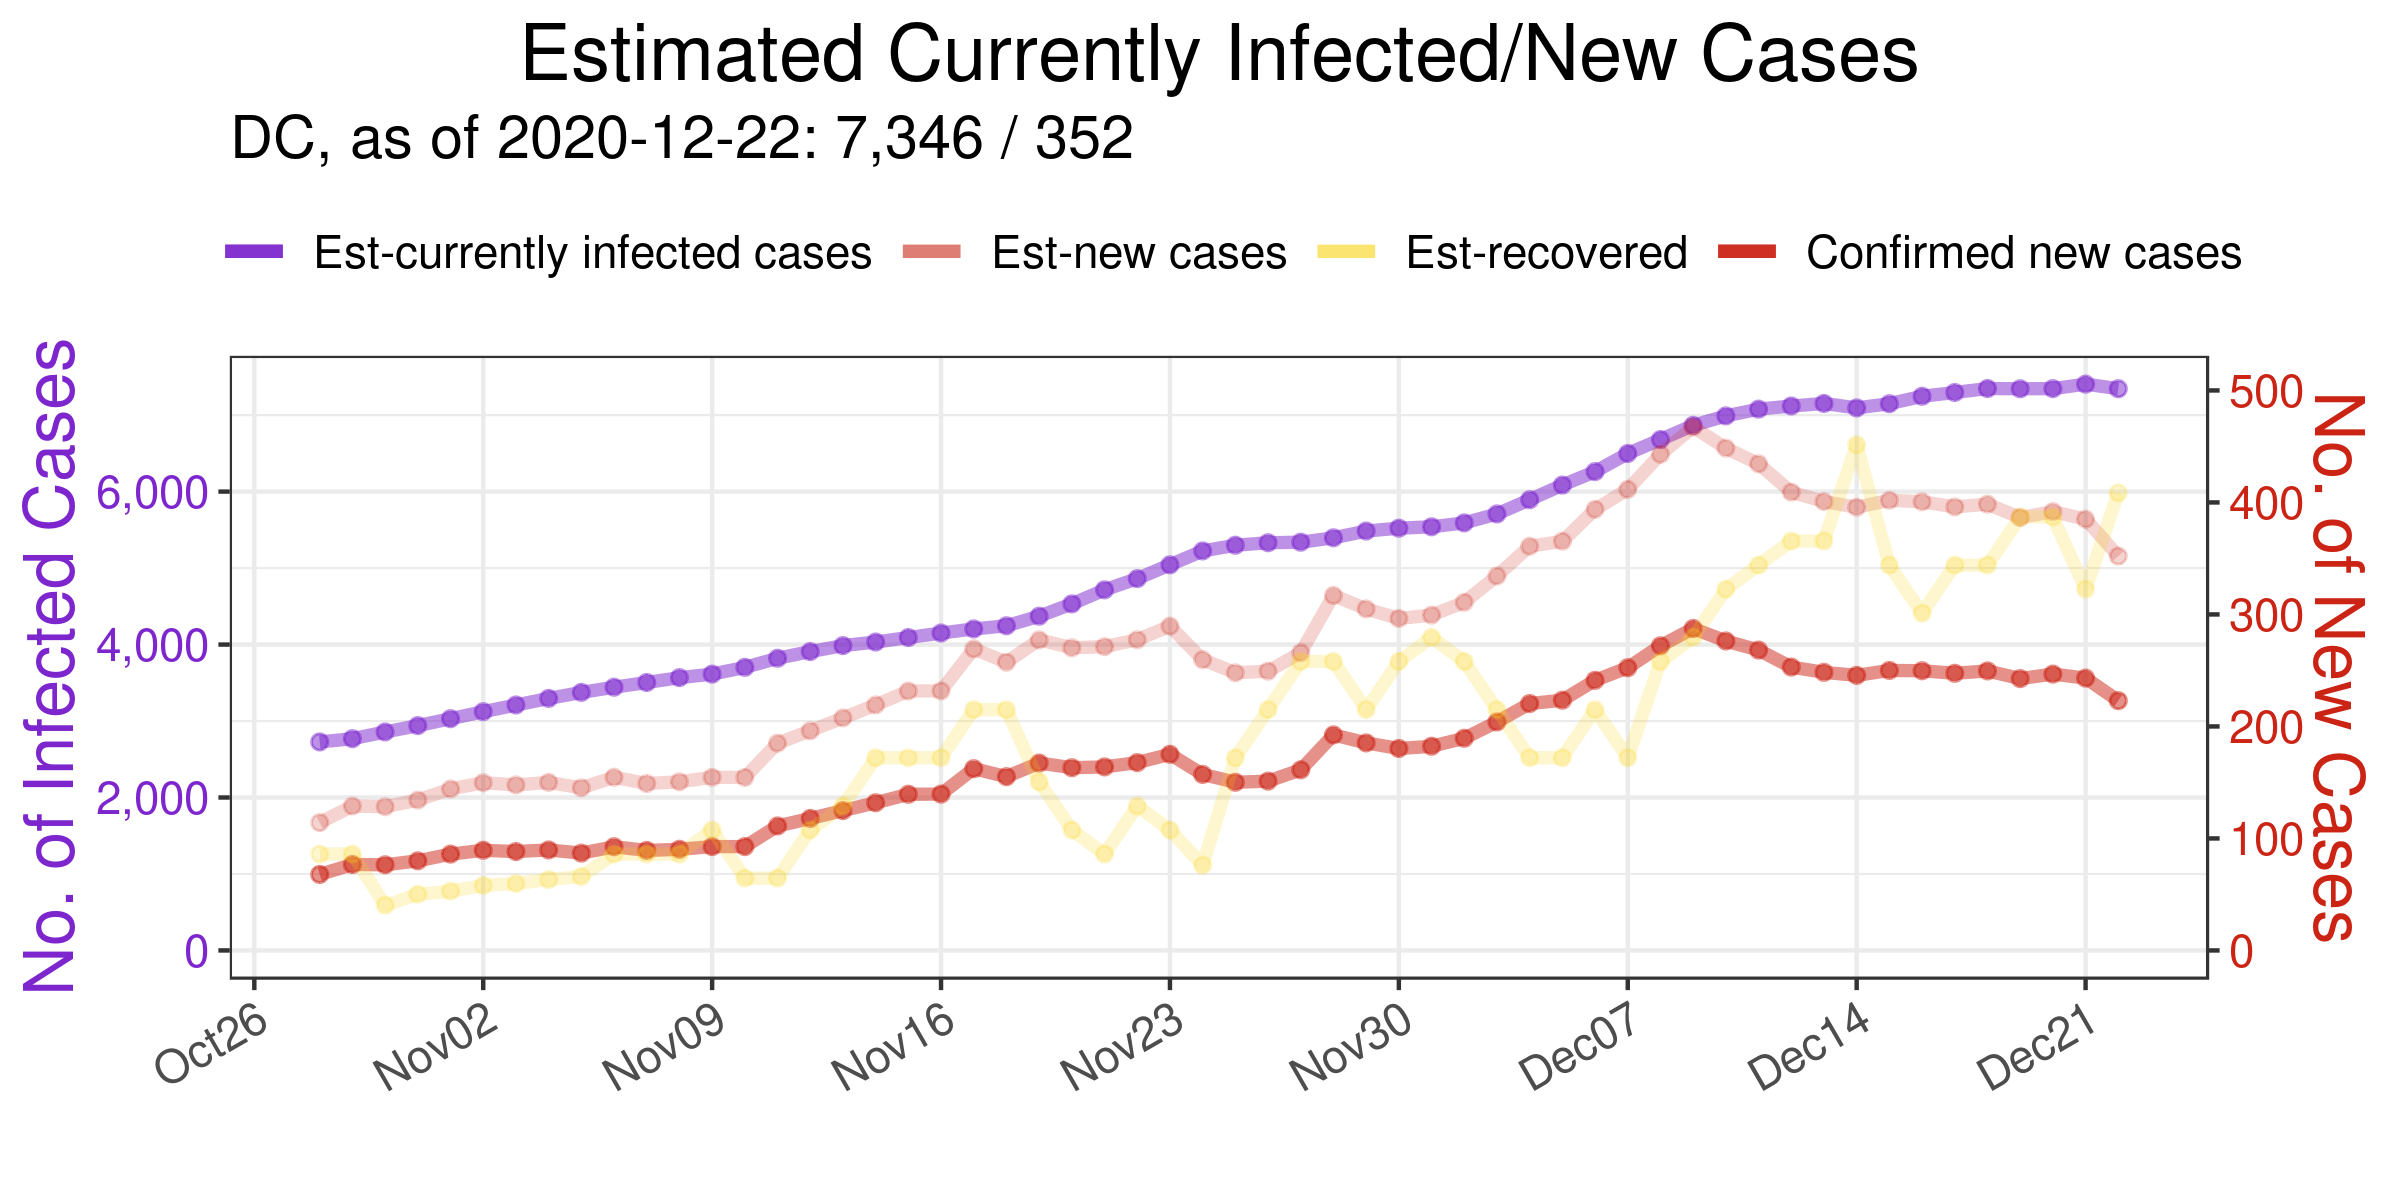 Estimated Currently Infected/New Cases
DC, as of 2020-12-22: 7,346 / 352
Est-currently infected cases Est-new cases Est-recovered Confirmed new cases
No. of Infected Cases
6,000
4,000
2,000
0
500
400
300
200
100
0
No. of New Cases
Oct26 Nov02 Nov09 Nov16 Nov23 Nov30 Dec07 Dec14 Dec21